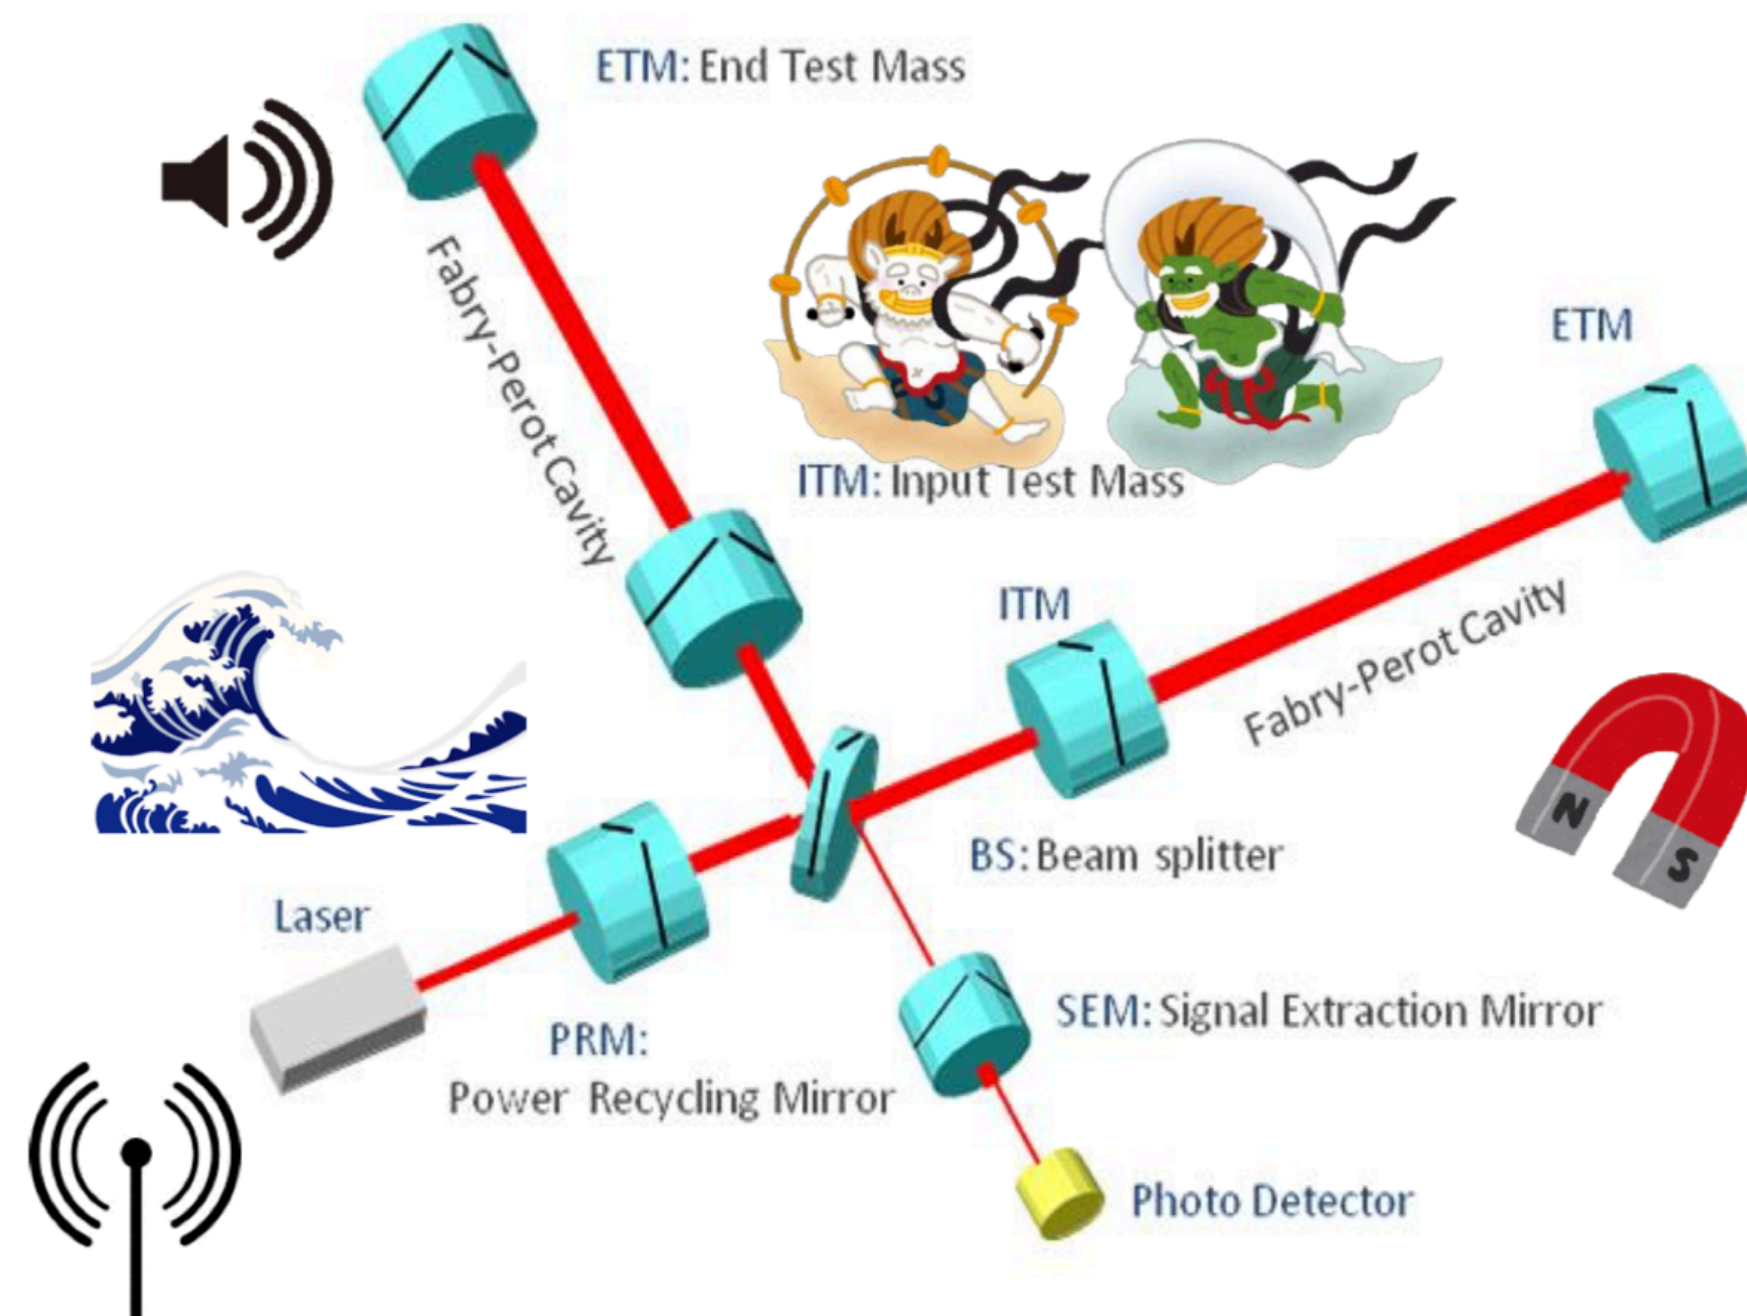 ETM: End Test Mass
Fabry-Perot Cavity
ETM
ITM: Input Test Mass
ITM
Fabry-Perot Cavity
N
S
BS: Beam splitter
Laser
SEM: Signal Extraction Mirror
PRM:
Power Recycling Mirror
Photo Detector